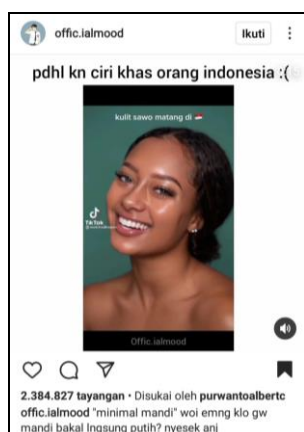 offic.ialmood
Ikuti
pdhl kn ciri khas orang indonesia :(
kulit sawo matang di 🇮🇩
TikTok
Offic.ialmood
2.384.827 tayangan • Disukai oleh purwantoalbertc
offic.ialmood "minimal mandi" woi emng klo gw
mandi bakal lngsung putih? nyesek anj